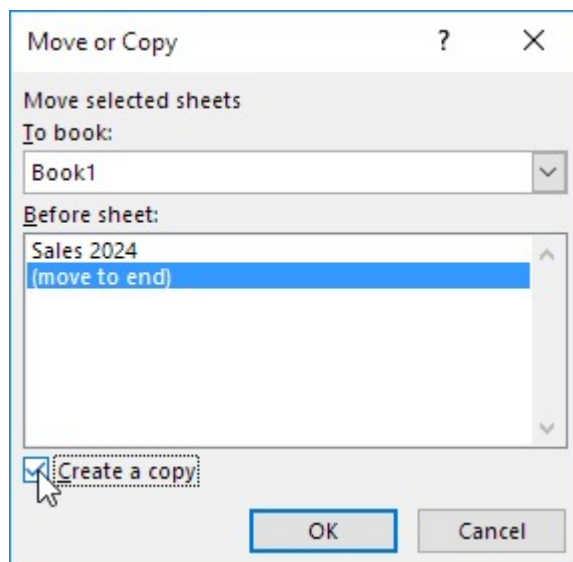 Move or Copy ?
Move selected sheets
To book:
Book1
Before sheet:
Sales 2024
(move to end)
Create a copy
OK Cancel